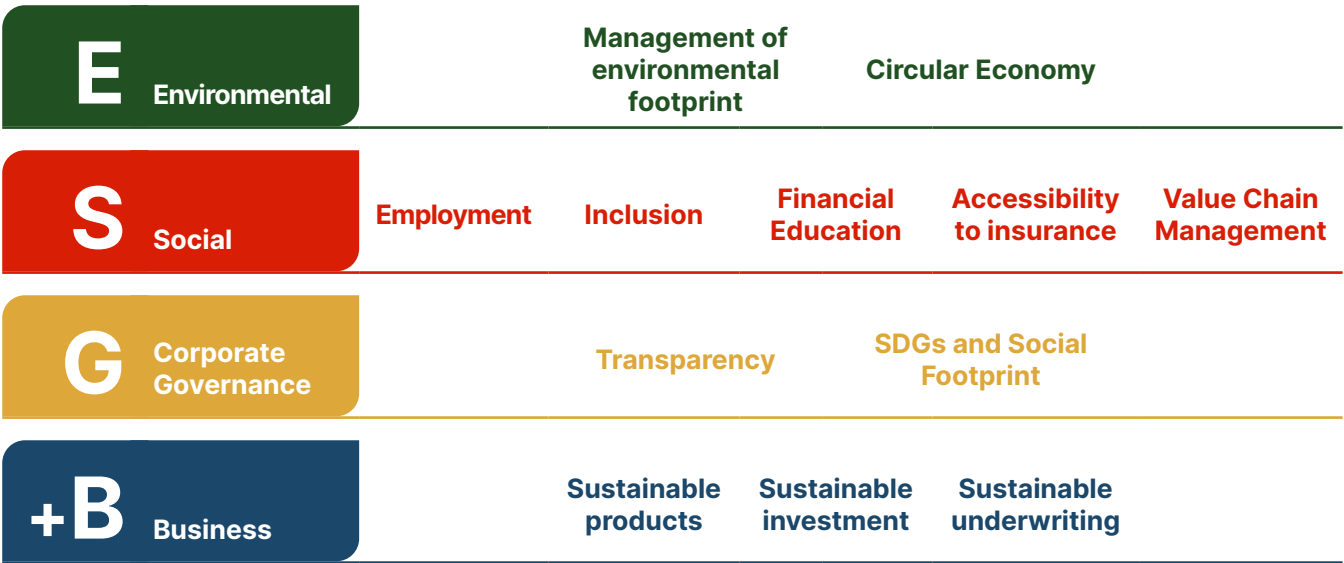 E Environmental
Management of
environmental
footprint
Circular Economy
S Social
Employment
Inclusion
Financial
Education
Accessibility
to insurance
Value Chain
Management
G Corporate
Governance
Transparency
SDGs and Social
Footprint
+B Business
Sustainable
products
Sustainable
investment
Sustainable
underwriting